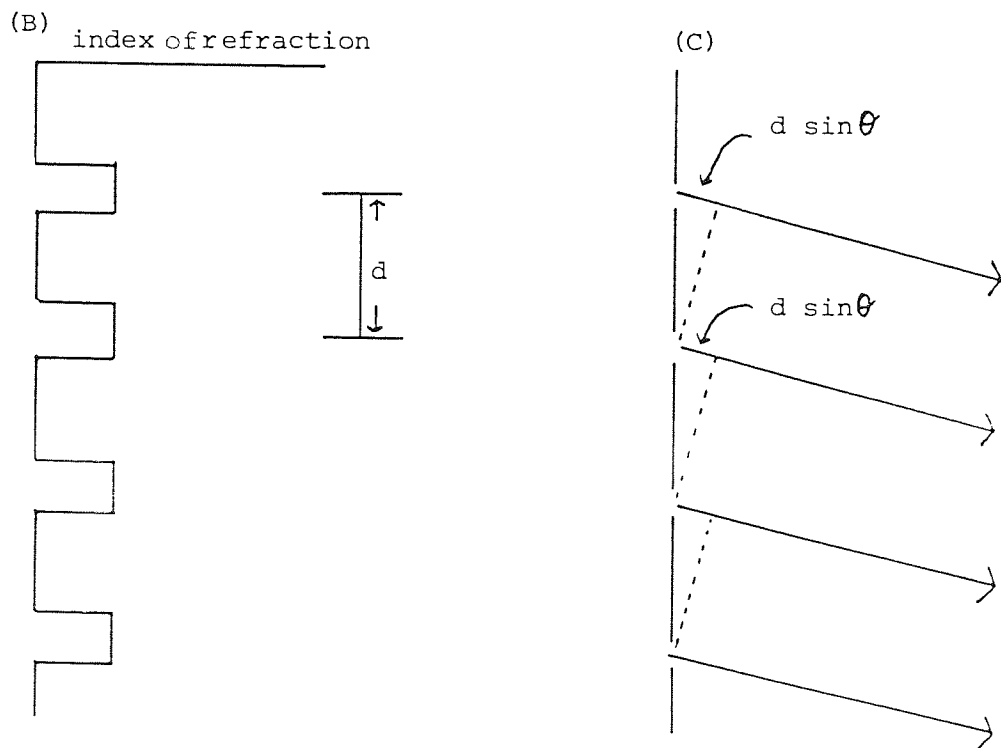 (B)
index of refraction
d
(C)
d sinθ
d sinθ